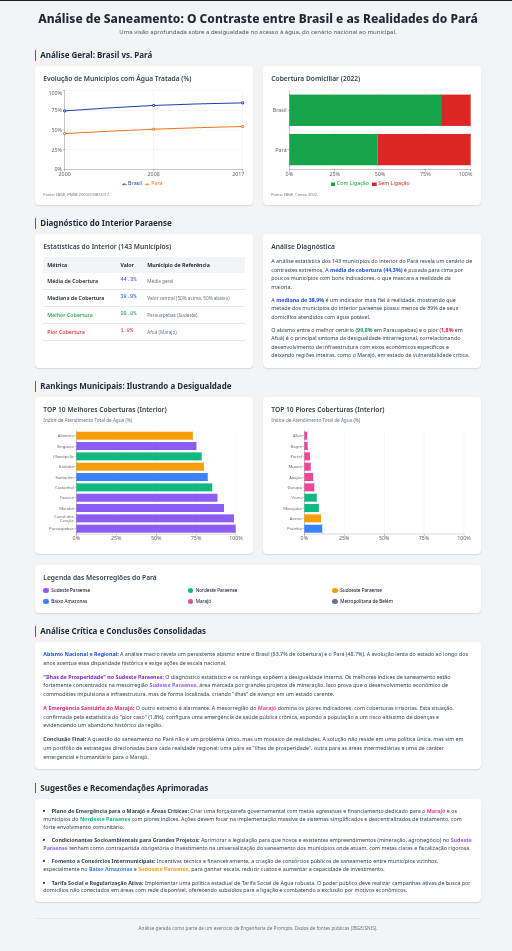 Análise de Saneamento: O Contraste entre Brasil e as Realidades do Pará
Uma visão aprofundada sobre a desigualdade no acesso à água, do cenário nacional ao municipal.
Análise Geral: Brasil vs. Pará
Evolução de Municípios com Água Tratada (%)
100%
75%
50%
25%
0%
2000
2008
2017
Brasil
Pará
Fonte: IBGE, PNSB 2000/2008/2017.
Cobertura Domiciliar (2022)
Brasil
Pará
0%
25%
50%
75%
100%
Com Ligação
Sem Ligação
Fonte: IBGE, Censo 2022.
Diagnóstico do Interior Paraense
Estatísticas do Interior (143 Municípios)
Métrica Valor Município de Referência
Média de Cobertura 44.3% Média geral
Mediana de Cobertura 38.9% Valor central (50% acima, 50% abaixo)
Melhor Cobertura 99.8% Parauapebas (Sudeste)
Pior Cobertura 1.8% Afuá (Marajó)
Análise Diagnóstica
A análise estatística dos 143 municípios do interior do Pará revela um cenário de
contrastes extremos. A média de cobertura (44,3%) é puxada para cima por
poucos municípios com bons indicadores, o que mascara a realidade da
maioria.
A mediana de 38,9% é um indicador mais fiel à realidade, mostrando que
metade dos municípios do interior paraense possui menos de 39% de seus
domicílios atendidos com água potável.
O abismo entre o melhor cenário (99,8% em Parauapebas) e o pior (1,8% em
Afuá) é o principal sintoma da desigualdade intrarregional, correlacionando
desenvolvimento de infraestrutura com eixos econômicos específicos e
deixando regiões inteiras, como o Marajó, em estado de vulnerabilidade crítica.
Rankings Municipais: Ilustrando a Desigualdade
TOP 10 Melhores Coberturas (Interior)
Índice de Atendimento Total de Água (%)
Altamira
Xinguara
Ulianópolis
Itaituba
Santarém
Castanhal
Tucuruí
Marabá
Canaã dos
Carajás
Parauapebas
0%
25%
50%
75%
100%
TOP 10 Piores Coberturas (Interior)
Índice de Atendimento Total de Água (%)
Afuá
Bagre
Portel
Muaná
Anajás
Gurupá
Viseu
Aveiro
Prainha
0%
25%
50%
75%
100%
Legenda das Mesorregiões do Pará
Sudeste Paraense
Nordeste Paraense
Sudoeste Paraense
Baixo Amazonas
Marajó
Metropolitana de Belém
Análise Crítica e Conclusões Consolidadas
Abismo Nacional e Regional: A análise macro revela um persistente abismo entre o Brasil (83.7% de cobertura) e o Pará (48.7%). A evolução lenta do estado ao longo dos
anos acentua essa disparidade histórica e exige ações de escala nacional.
"Ilhas de Prosperidade" no Sudeste Paraense: O diagnóstico estatístico e os rankings expõem a desigualdade interna. Os melhores índices de saneamento estão
fortemente concentrados na mesorregião Sudeste Paraense, área marcada por grandes projetos de mineração. Isso prova que o desenvolvimento econômico de
commodities impulsiona a infraestrutura, mas de forma localizada, criando "ilhas" de avanço em um estado carente.
A Emergência Sanitária do Marajó: O outro extremo é alarmante. A mesorregião do Marajó domina os piores indicadores, com coberturas irrisórias. Esta situação,
confirmada pela estatística do "pior caso" (1,8%), configura uma emergência de saúde pública crônica, expondo a população a um risco altíssimo de doenças e
evidenciando um abandono histórico da região.
Conclusão Final: A questão do saneamento no Pará não é um problema único, mas um mosaico de realidades. A solução não reside em uma política única, mas sim em
um portfólio de estratégias direcionadas para cada realidade regional: uma para as "ilhas de prosperidade", outra para as áreas intermediárias e uma de caráter
emergencial e humanitário para o Marajó.
Sugestões e Recomendações Aprimoradas
Plano de Emergência para o Marajó e Áreas Críticas: Criar uma força-tarefa governamental com metas agressivas e financiamento dedicado para o Marajó e os
municípios do Nordeste Paraense com piores índices. Ações devem focar na implementação massiva de sistemas simplificados e descentralizados de tratamento, com
forte envolvimento comunitário.
Condicionantes Socioambientais para Grandes Projetos: Aprimorar a legislação para que novos e existentes empreendimentos (mineração, agronegócio) no Sudeste
Paraense tenham como contrapartida obrigatória o investimento na universalização do saneamento dos municípios onde atuam, com metas claras e fiscalização rigorosa.
Fomento a Consórcios Intermunicipais: Incentivar, técnica e financeiramente, a criação de consórcios públicos de saneamento entre municípios vizinhos,
especialmente no Baixo Amazonas e Sudoeste Paraense, para ganhar escala, reduzir custos e aumentar a capacidade de investimento.
Tarifa Social e Regularização Ativa: Implementar uma política estadual de Tarifa Social de Água robusta. O poder público deve realizar campanhas ativas de busca por
domicílios não conectados em áreas com rede disponível, oferecendo subsídios para a ligação e combatendo a exclusão por motivos econômicos.
Análise gerada como parte de um exercício de Engenharia de Prompts. Dados de fontes públicas (IBGE/SNIS).